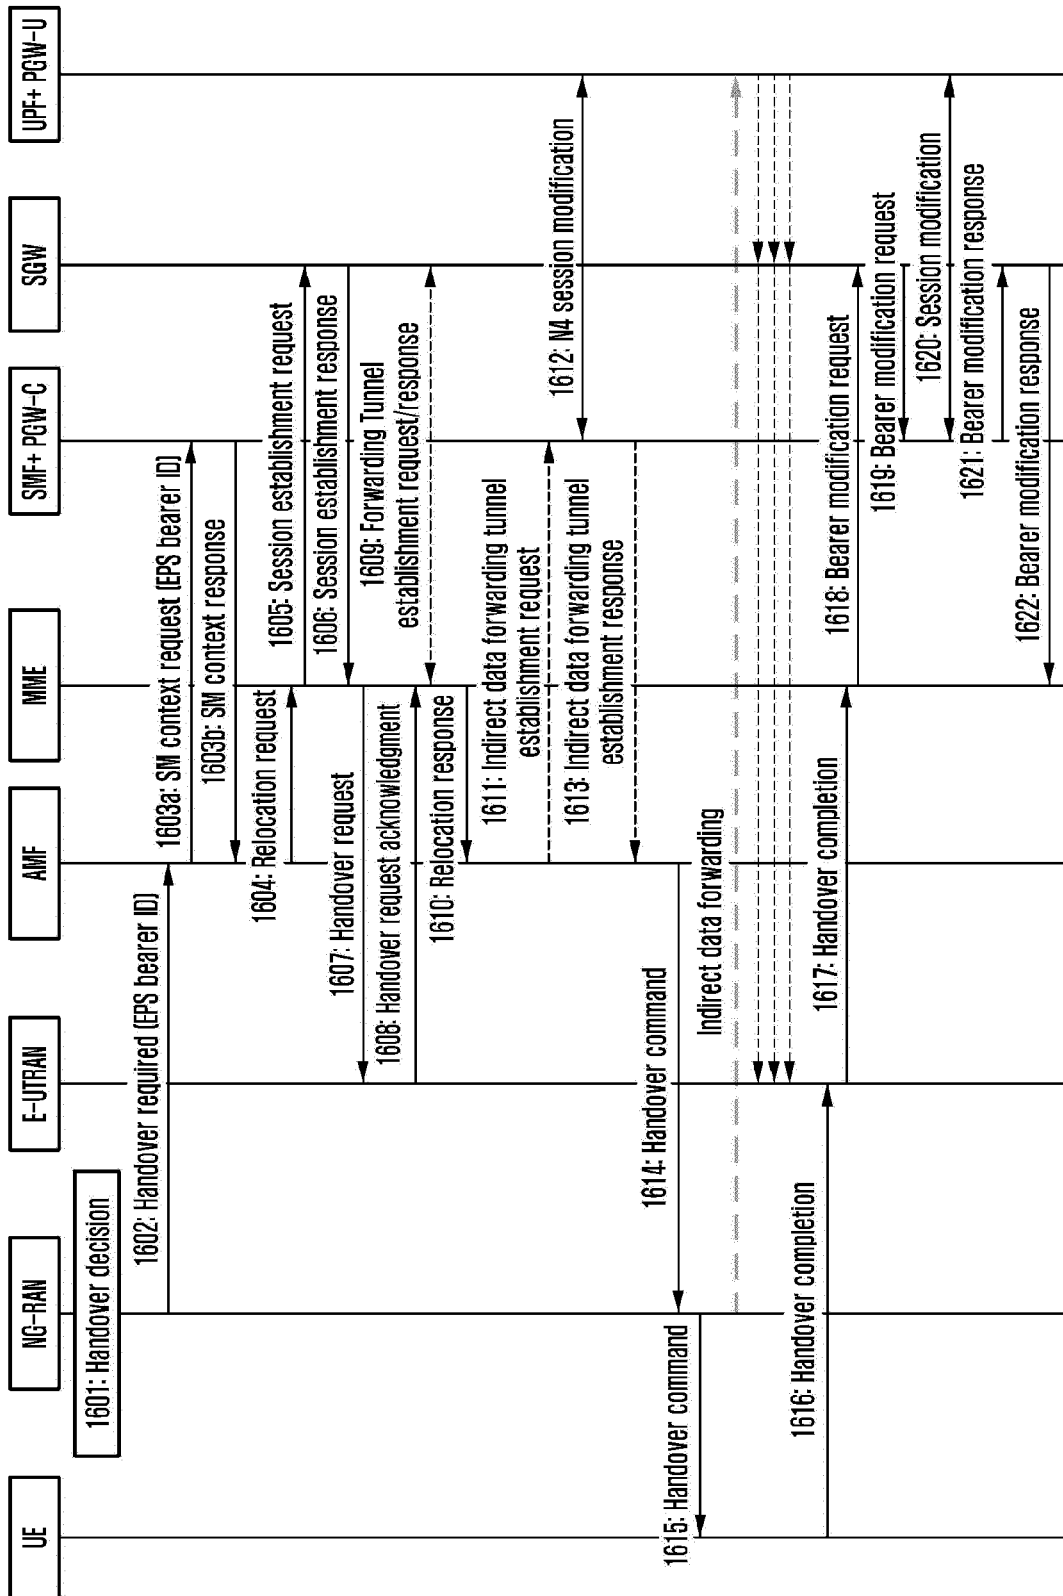 UE
NG-RAN
E-UTRAN
AMF
MME
SMF+ PGW-C
SGW
UPF+ PGW-U
1601: Handover decision
1602: Handover required (EPS bearer ID)
1603a: SM context request (EPS bearer ID)
1603b: SM context response
1604: Relocation request
1605: Session establishment request
1606: Session establishment response
1607: Handover request
1608: Handover request acknowledgment
1609: Forwarding Tunnel
establishment request/response
1610: Relocation response
1611: Indirect data forwarding tunnel
establishment request
1612: N4 session modification
1613: Indirect data forwarding tunnel
establishment response
1614: Handover command
1615: Handover command
Indirect data forwarding
1616: Handover completion
1617: Handover completion
1618: Bearer modification request
1619: Bearer modification request
1620: Session modification
1621: Bearer modification response
1622: Bearer modification response